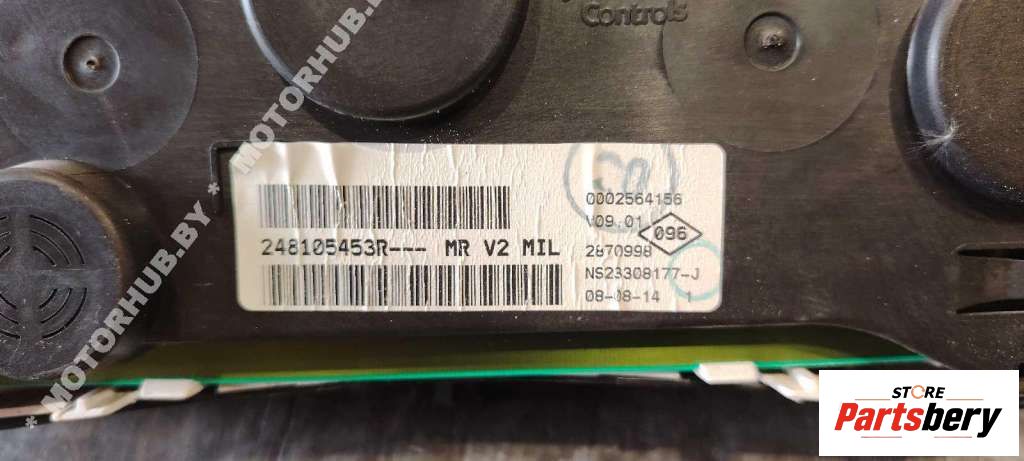 Controls
0002564156
V09.01
096
248105453R--- MR V2 MIL
2870998
NS23308177-J
08-08-14 1
* MOTORHUB.BY * MOTORHUB.BY
STORE
Partsbery